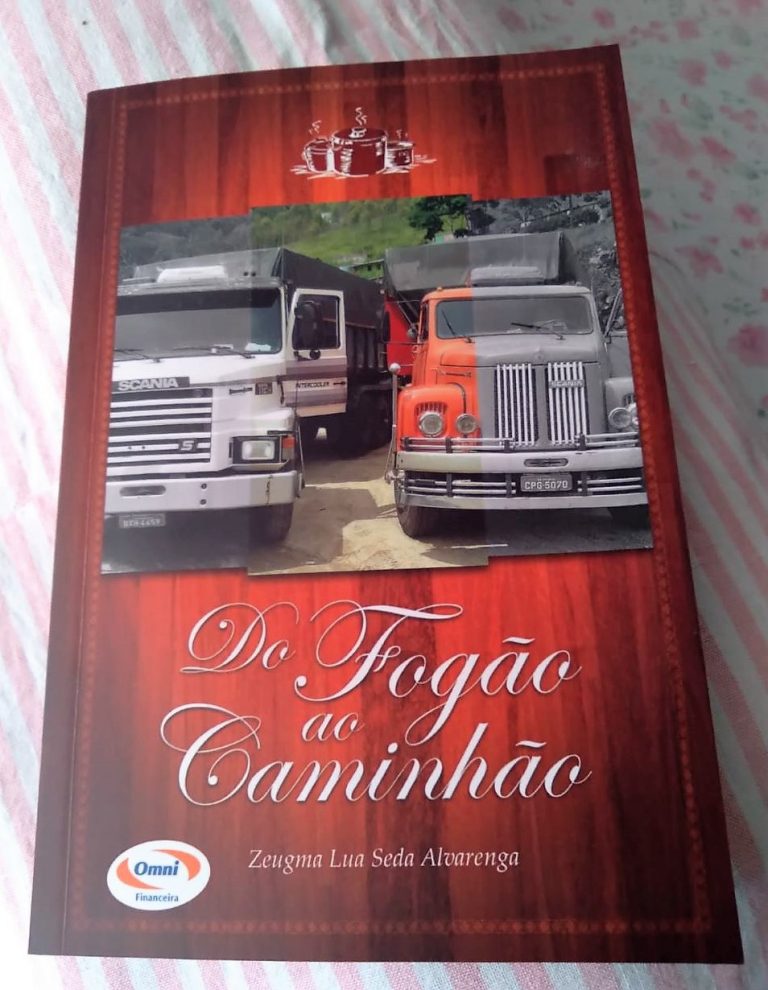 SCANIA
INTERCOOLER
SCANIA
CPG-5070
Do Fogão
ao
Caminhão
Zeugma Lua Seda Alvarenga
Omni
Financeira